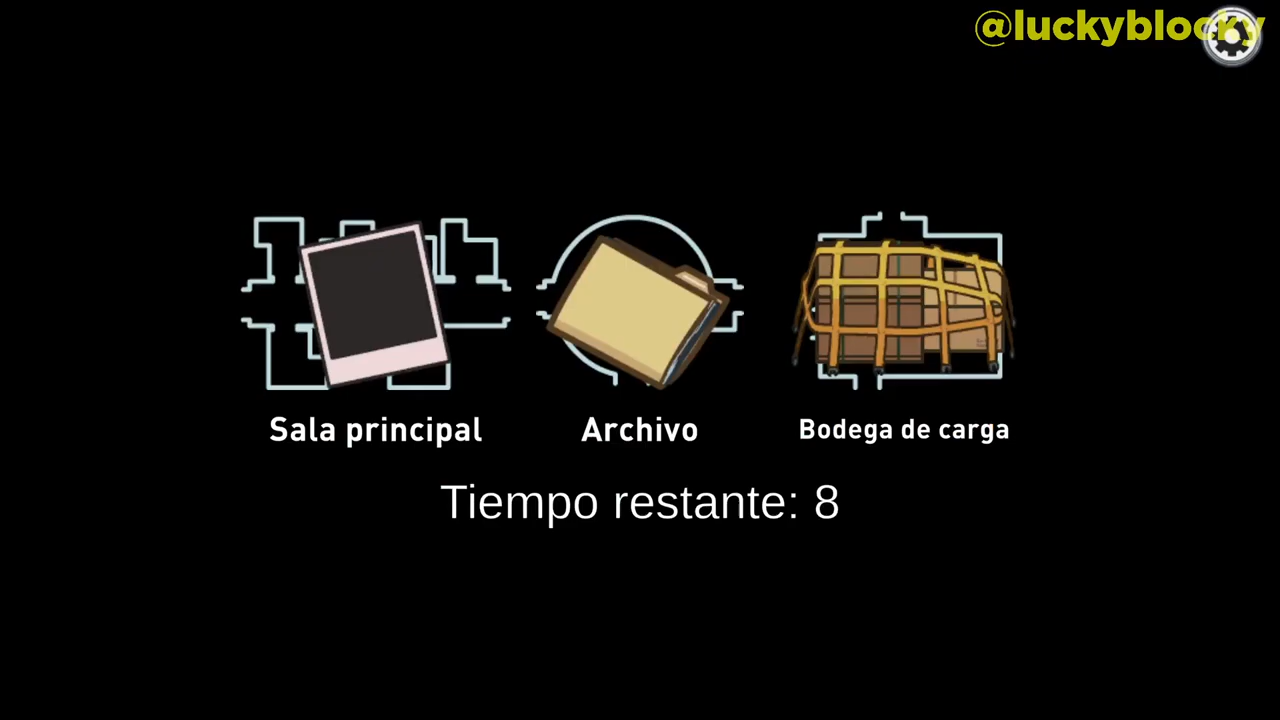 @luckyblocky
Sala principal
Archivo
Bodega de carga
Tiempo restante: 8